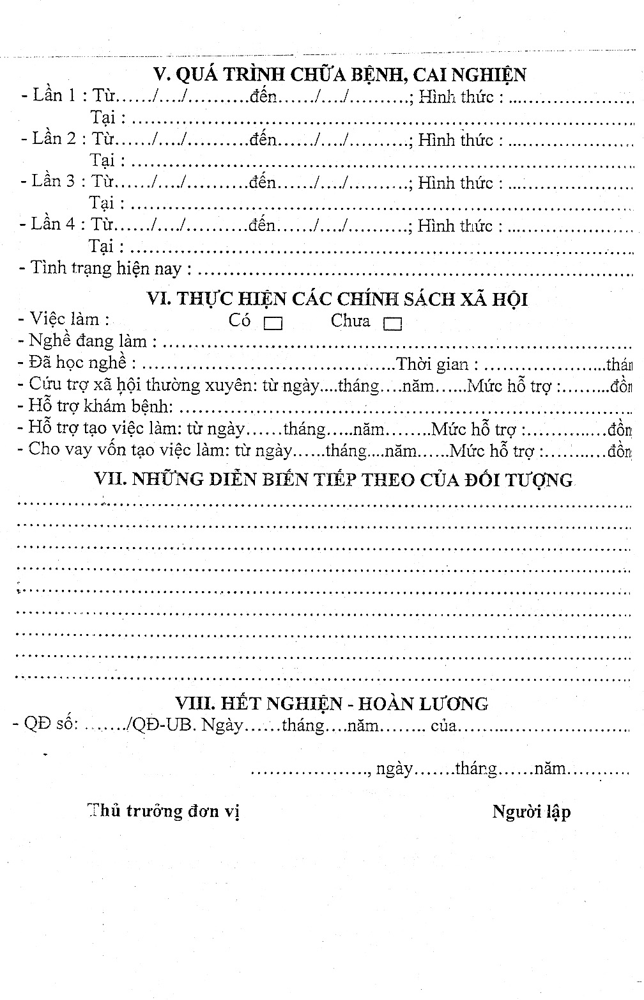 V. QUÁ TRÌNH CHỮA BỆNH, CAI NGHIỆN
- Lần 1 : Từ....../..../..........đến....../..../..........; Hình thức : ......................
Tại : ................................................................................
- Lần 2 : Từ....../..../..........đến....../..../..........; Hình thức : ......................
Tại : ................................................................................
- Lần 3 : Từ....../..../..........đến....../..../..........; Hình thức : ......................
Tại : ................................................................................
- Lần 4 : Từ....../..../..........đến....../..../..........; Hình thức : ......................
Tại : ................................................................................
- Tình trạng hiện nay : .....................................................................
VI. THỰC HIỆN CÁC CHÍNH SÁCH XÃ HỘI
- Việc làm : Có □ Chưa □
- Nghề đang làm : ...........................................................................
- Đã học nghề : ..........................................Thời gian : ....................thán
- Cứu trợ xã hội thường xuyên: từ ngày....tháng....năm......Mức hỗ trợ :.........đồn
- Hỗ trợ khám bệnh: .........................................................................
- Hỗ trợ tạo việc làm: từ ngày......tháng.....năm........Mức hỗ trợ :.............đồn
- Cho vay vốn tạo việc làm: từ ngày......tháng....năm......Mức hỗ trợ :..........đồn
VII. NHỮNG DIỄN BIẾN TIẾP THEO CỦA ĐỐI TƯỢNG
....................................................................................................
....................................................................................................
....................................................................................................
....................................................................................................
....................................................................................................
....................................................................................................
....................................................................................................
....................................................................................................
....................................................................................................
VIII. HẾT NGHIỆN - HOÀN LƯƠNG
- QĐ số: ......./QĐ-UB. Ngày......tháng....năm........ của............................
..................., ngày.......tháng......năm..........
Thủ trưởng đơn vị Người lập